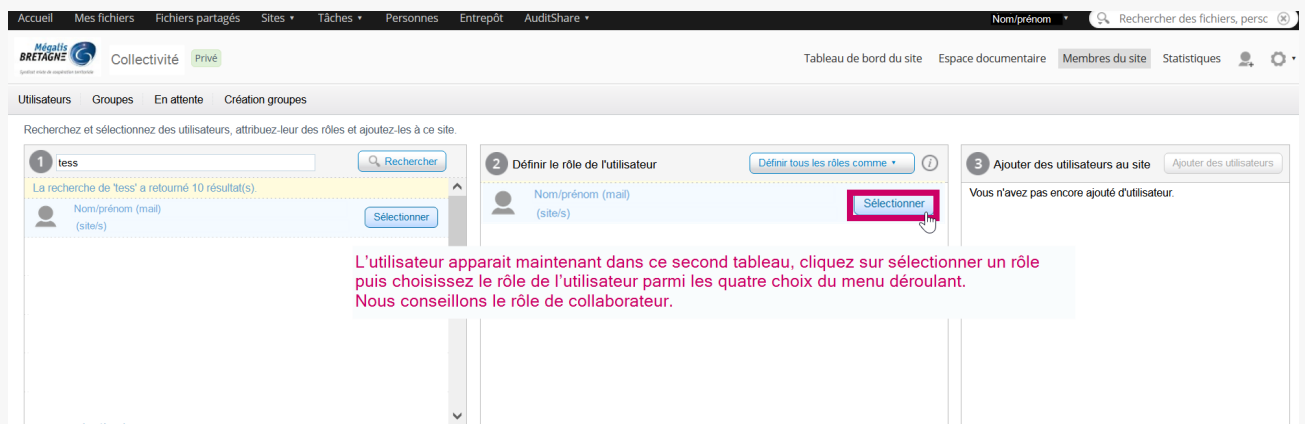 Accueil Mes fichiers Fichiers partagés Sites Tâches Personnes Entrepôt AuditShare Nom/prénom Rechercher des fichiers, persc
Mégalis
BRETAGNE
Collectivité Privé Tableau de bord du site Espace documentaire Membres du site Statistiques
Utilisateurs Groupes En attente Création groupes
Recherchez et sélectionnez des utilisateurs, attribuez-leur des rôles et ajoutez-les à ce site.
1 tess Rechercher
La recherche de 'tess' a retourné 10 résultat(s).
Nom/prénom (mail)
(site/s)
Sélectionner
2 Définir le rôle de l'utilisateur Définir tous les rôles comme
Nom/prénom (mail)
(site/s)
Sélectionner
3 Ajouter des utilisateurs au site Ajouter des utilisateurs
Vous n'avez pas encore ajouté d'utilisateur.
L'utilisateur apparait maintenant dans ce second tableau, cliquez sur sélectionner un rôle
puis choisissez le rôle de l'utilisateur parmi les quatre choix du menu déroulant.
Nous conseillons le rôle de collaborateur.